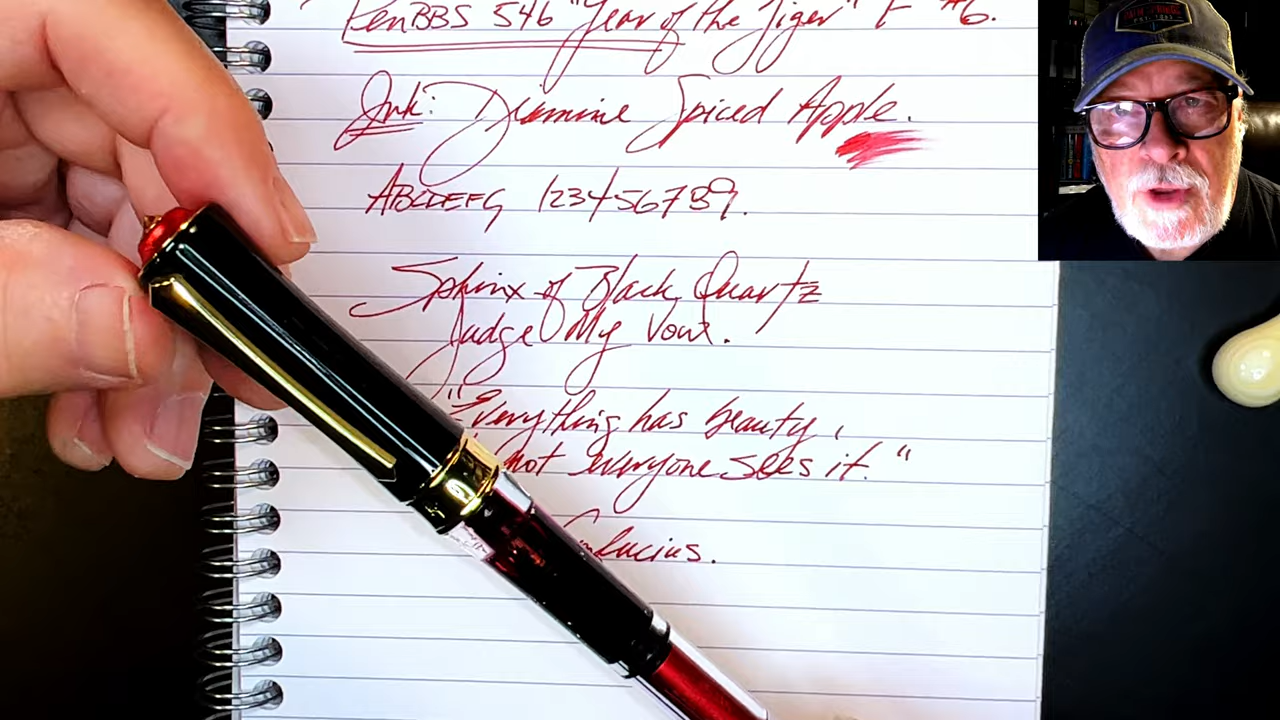 PenBBS 546 "Year of the Tiger" F #6.
Ink: Diamine Spiced Apple.
ABCDEFG 123456789.
Sphinx of Black Quartz
Judge My Vow.
"Everything has beauty,
not everyone sees it."
Confucius.